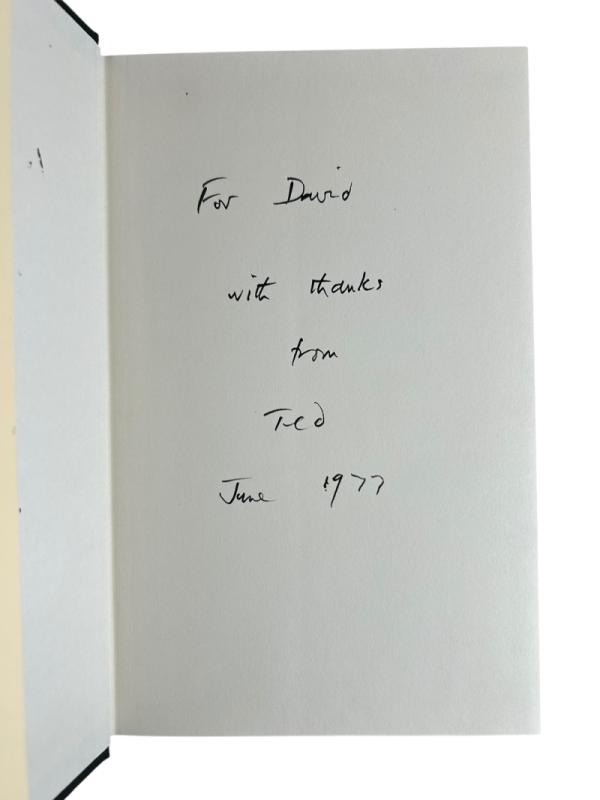 For David
with thanks
from
Ted
June 1977